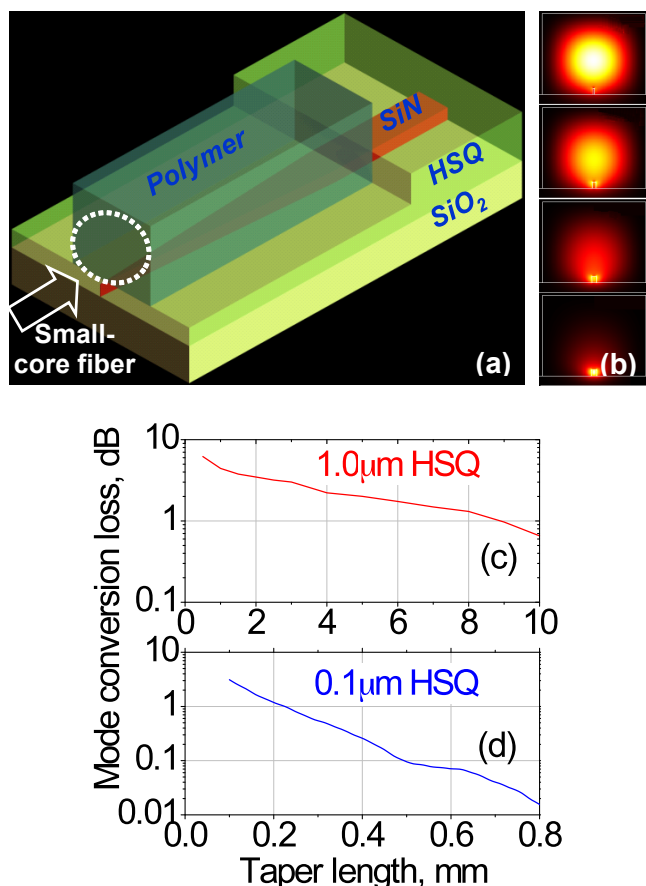 Polymer
SiN
HSQ
SiO₂
Small-
core fiber
(a)
(b)
Mode conversion loss, dB
10
1
0.1
1.0μm HSQ
(c)
0 2 4 6 8 10
10
1
0.1
0.01
0.1μm HSQ
(d)
0.0 0.2 0.4 0.6 0.8
Taper length, mm